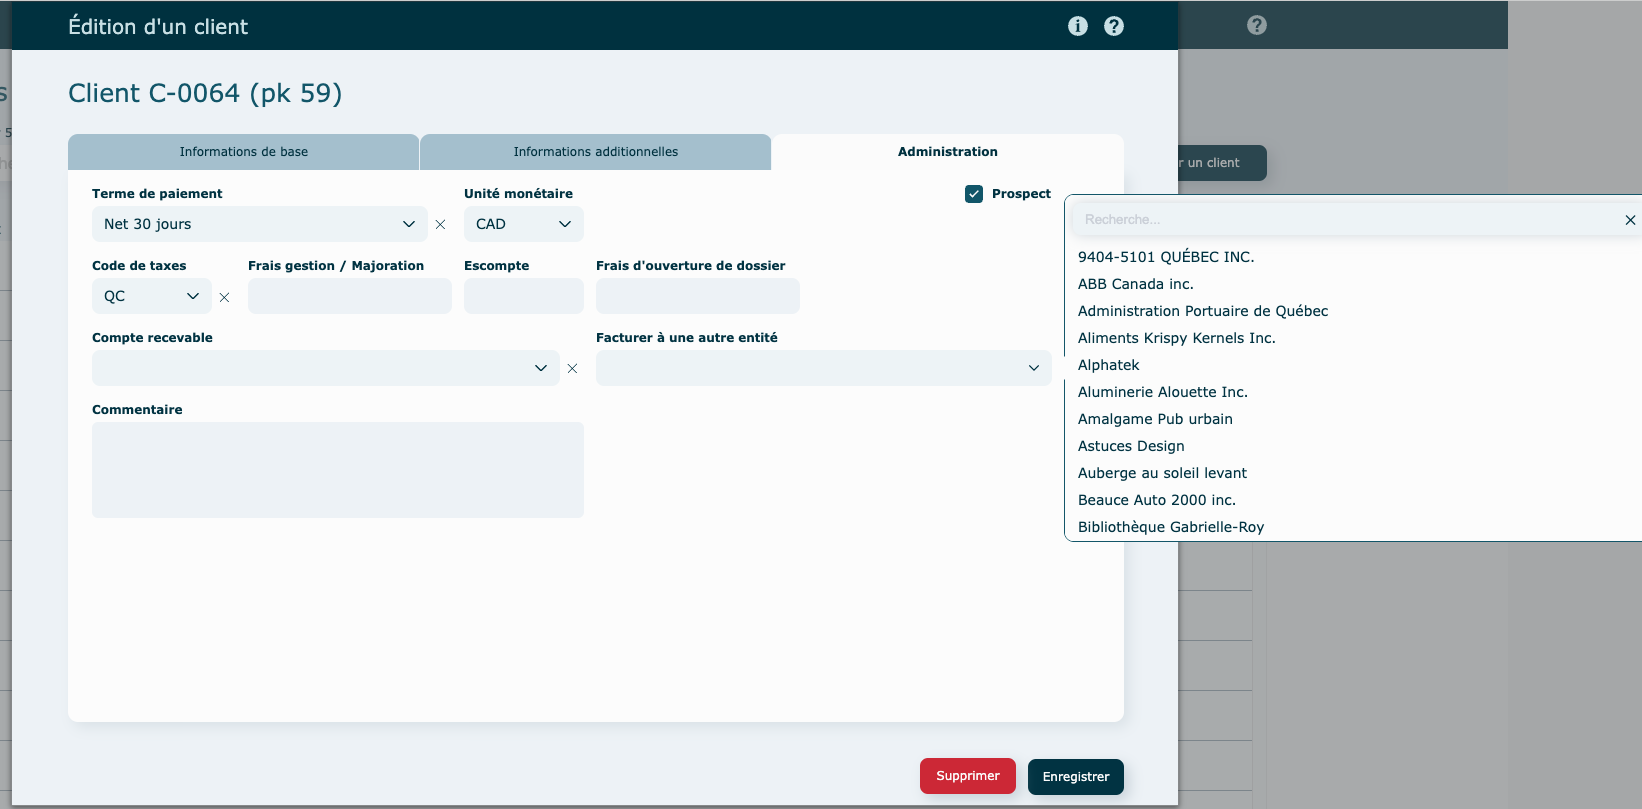 Édition d'un client
Client C-0064 (pk 59)
Informations de base
Informations additionnelles
Administration
r un client
Terme de paiement
Unité monétaire
Prospect
Net 30 jours
CAD
Code de taxes
Frais gestion / Majoration
Escompte
Frais d'ouverture de dossier
QC
Compte recevable
Facturer à une autre entité
Commentaire
Recherche...
9404-5101 QUÉBEC INC.
ABB Canada inc.
Administration Portuaire de Québec
Aliments Krispy Kernels Inc.
Alphatek
Aluminerie Alouette Inc.
Amalgame Pub urbain
Astuces Design
Auberge au soleil levant
Beauce Auto 2000 inc.
Bibliothèque Gabrielle-Roy
Supprimer
Enregistrer